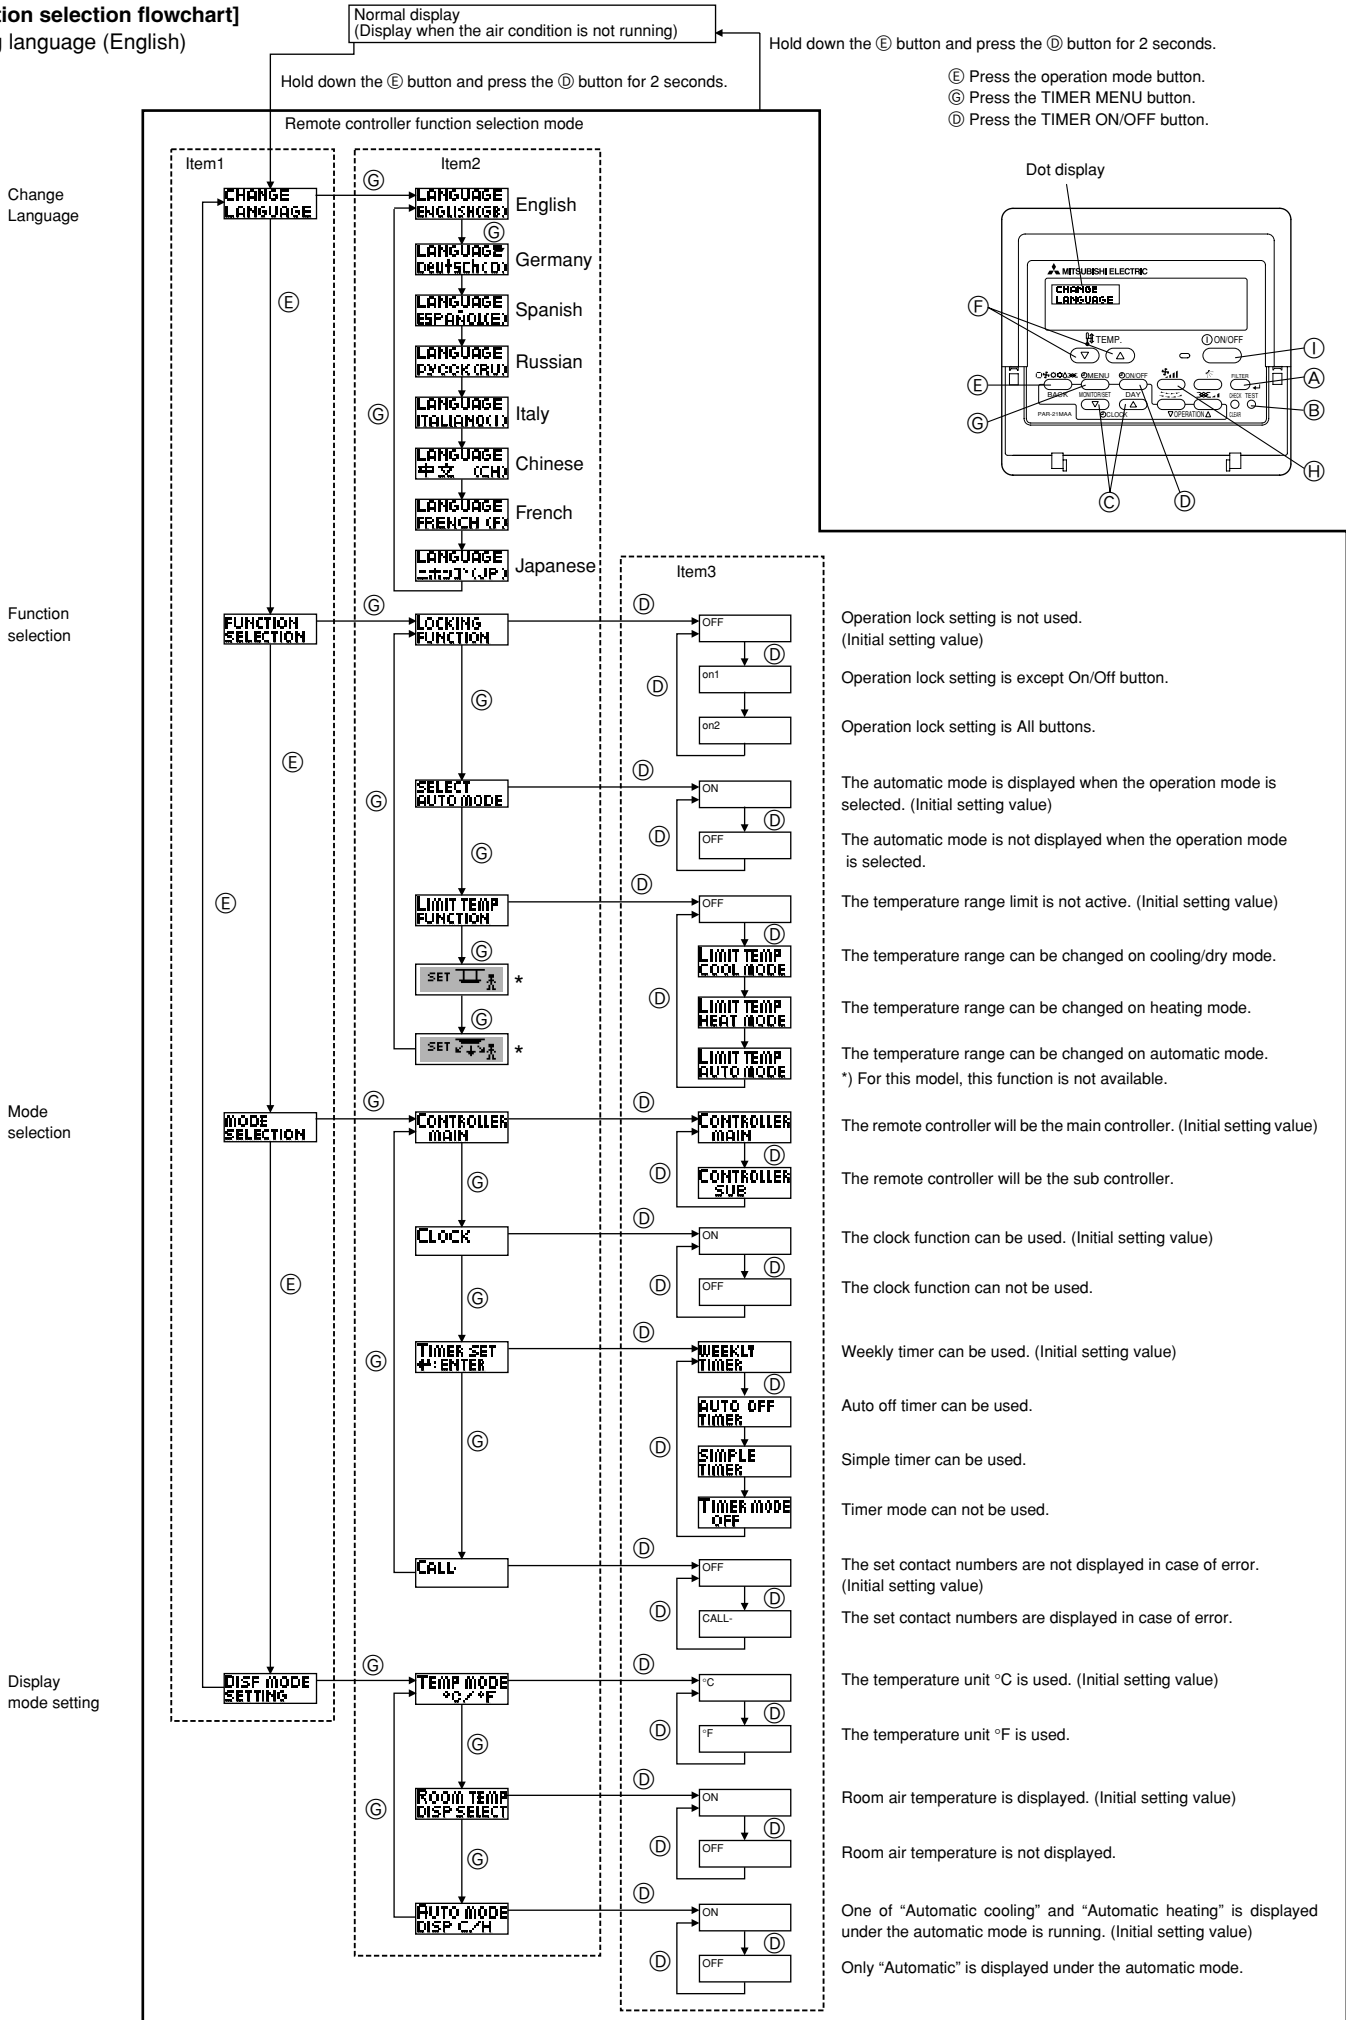 tion selection flowchart]
g language (English)
Normal display
(Display when the air condition is not running)
Hold down the Ⓔ button and press the Ⓓ button for 2 seconds.
Hold down the Ⓔ button and press the Ⓓ button for 2 seconds.
Ⓔ Press the operation mode button.
Ⓖ Press the TIMER MENU button.
Ⓓ Press the TIMER ON/OFF button.
Remote controller function selection mode
Item1
Item2
Dot display
MITSUBISHI ELECTRIC
CHANGE
LANGUAGE
TEMP.
ON/OFF
MENU
ON/OFF
FILTER
BACK
MONITOR/SET
DAY
CHECK TEST
PAR-21MAA
CLOCK
OPERATION
CLEAR
Ⓕ
Ⓔ
Ⓖ
Ⓘ
Ⓐ
Ⓑ
Ⓗ
Ⓒ
Ⓓ
Change
Language
CHANGE
LANGUAGE
Ⓖ
LANGUAGE
ENGLISH(GB)
English
Ⓖ
LANGUAGE
Deutsch(D)
Germany
Ⓔ
LANGUAGE
ESPAÑOL(E)
Spanish
LANGUAGE
РУССК(RU)
Russian
Ⓖ
LANGUAGE
ITALIANO(I)
Italy
LANGUAGE
中文 (CH)
Chinese
LANGUAGE
FRENCH (F)
French
LANGUAGE
ニホンゴ(JP)
Japanese
Item3
Function
selection
FUNCTION
SELECTION
Ⓖ
LOCKING
FUNCTION
Ⓓ
OFF
Operation lock setting is not used.
(Initial setting value)
Ⓓ
Ⓓ
on1
Operation lock setting is except On/Off button.
Ⓖ
on2
Operation lock setting is All buttons.
Ⓔ
Ⓖ
SELECT
AUTO MODE
Ⓓ
ON
The automatic mode is displayed when the operation mode is
selected. (Initial setting value)
Ⓓ
Ⓓ
OFF
The automatic mode is not displayed when the operation mode
is selected.
Ⓖ
Ⓔ
LIMIT TEMP
FUNCTION
Ⓓ
OFF
The temperature range limit is not active. (Initial setting value)
Ⓖ
Ⓓ
LIMIT TEMP
COOL MODE
The temperature range can be changed on cooling/dry mode.
SET
*
Ⓓ
LIMIT TEMP
HEAT MODE
The temperature range can be changed on heating mode.
Ⓖ
SET
*
LIMIT TEMP
AUTO MODE
The temperature range can be changed on automatic mode.
*) For this model, this function is not available.
Mode
selection
MODE
SELECTION
Ⓖ
CONTROLLER
MAIN
Ⓓ
CONTROLLER
MAIN
The remote controller will be the main controller. (Initial setting value)
Ⓓ
Ⓓ
CONTROLLER
SUB
The remote controller will be the sub controller.
Ⓖ
CLOCK
Ⓓ
ON
The clock function can be used. (Initial setting value)
Ⓓ
Ⓓ
OFF
The clock function can not be used.
Ⓔ
Ⓖ
Ⓖ
TIMER SET
↵:ENTER
Ⓓ
WEEKLY
TIMER
Weekly timer can be used. (Initial setting value)
Ⓓ
AUTO OFF
TIMER
Auto off timer can be used.
Ⓖ
Ⓓ
SIMPLE
TIMER
Simple timer can be used.
TIMER MODE
OFF
Timer mode can not be used.
CALL.
Ⓓ
OFF
The set contact numbers are not displayed in case of error.
(Initial setting value)
Ⓓ
Ⓓ
CALL-
The set contact numbers are displayed in case of error.
Display
mode setting
DISP MODE
SETTING
Ⓖ
TEMP MODE
°C/°F
Ⓓ
°C
The temperature unit °C is used. (Initial setting value)
Ⓓ
Ⓓ
°F
The temperature unit °F is used.
Ⓖ
Ⓖ
ROOM TEMP
DISP SELECT
Ⓓ
ON
Room air temperature is displayed. (Initial setting value)
Ⓓ
Ⓓ
OFF
Room air temperature is not displayed.
Ⓖ
AUTO MODE
DISP C/H
Ⓓ
ON
One of “Automatic cooling” and “Automatic heating” is displayed
under the automatic mode is running. (Initial setting value)
Ⓓ
Ⓓ
OFF
Only “Automatic” is displayed under the automatic mode.